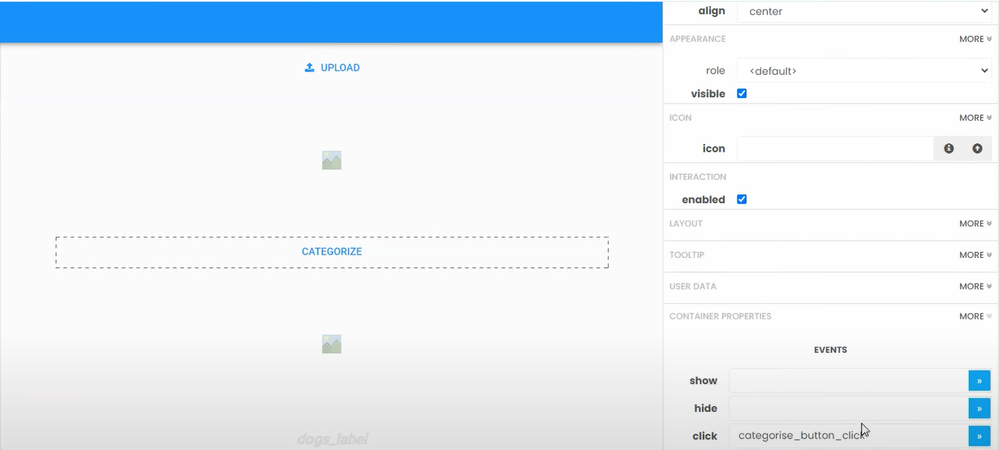 align center
APPEARANCE MORE
role <default>
visible
UPLOAD
ICON MORE
icon
INTERACTION
enabled
LAYOUT MORE
CATEGORIZE
TOOLTIP MORE
USER DATA MORE
CONTAINER PROPERTIES MORE
EVENTS
show »
hide »
click categorise_button_click »
dogs_label